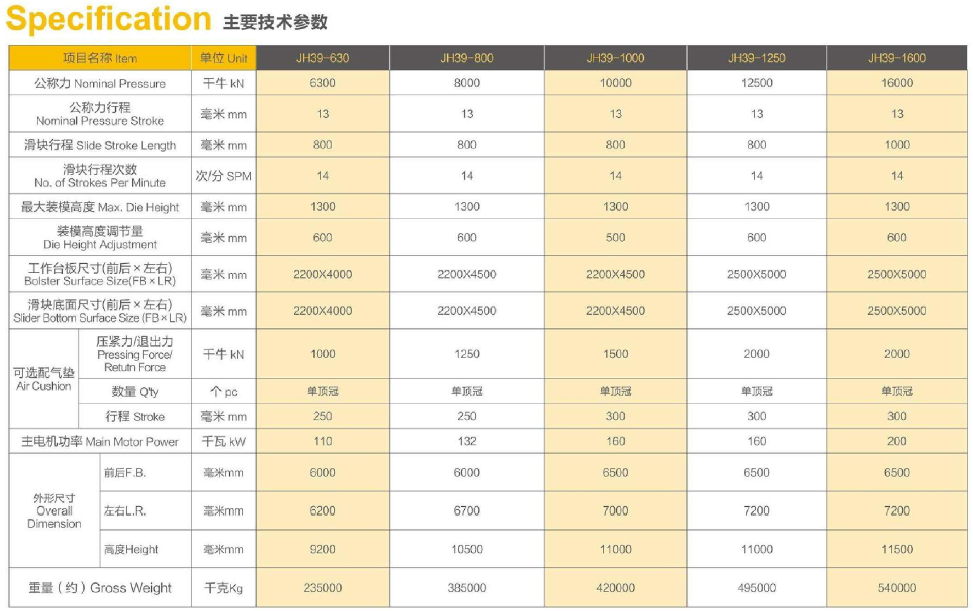 Specification 主要技术参数
项目名称 Item 单位 Unit JH39-630 JH39-800 JH39-1000 JH39-1250 JH39-1600
公称力 Nominal Pressure 千牛 kN 6300 8000 10000 12500 16000
公称力行程
Nominal Pressure Stroke 毫米 mm 13 13 13 13 13
滑块行程 Slide Stroke Length 毫米 mm 800 800 800 800 1000
滑块行程次数
No. of Strokes Per Minute 次/分 SPM 14 14 14 14 14
最大装模高度 Max. Die Height 毫米 mm 1300 1300 1300 1300 1300
装模高度调节量
Die Height Adjustment 毫米 mm 600 600 500 600 600
工作台板尺寸(前后×左右)
Bolster Surface Size(FB×LR) 毫米 mm 2200X4000 2200X4500 2200X4500 2500X5000 2500X5000
滑块底面尺寸(前后×左右)
Slider Bottom Surface Size (FB×LR) 毫米 mm 2200X4000 2200X4500 2200X4500 2500X5000 2500X5000
可选配气垫
Air Cushion
压紧力/退出力
Pressing Force/
Retutn Force 千牛 kN 1000 1250 1500 2000 2000
数量 Q'ty 个 pc 单顶冠 单顶冠 单顶冠 单顶冠 单顶冠
行程 Stroke 毫米 mm 250 250 300 300 300
主电机功率 Main Motor Power 千瓦 kW 110 132 160 160 200
外形尺寸
Overall
Dimension
前后F.B. 毫米mm 6000 6000 6500 6500 6500
左右L.R. 毫米mm 6200 6700 7000 7200 7200
高度Height 毫米mm 9200 10500 11000 11000 11500
重量（约）Gross Weight 千克Kg 235000 385000 420000 495000 540000